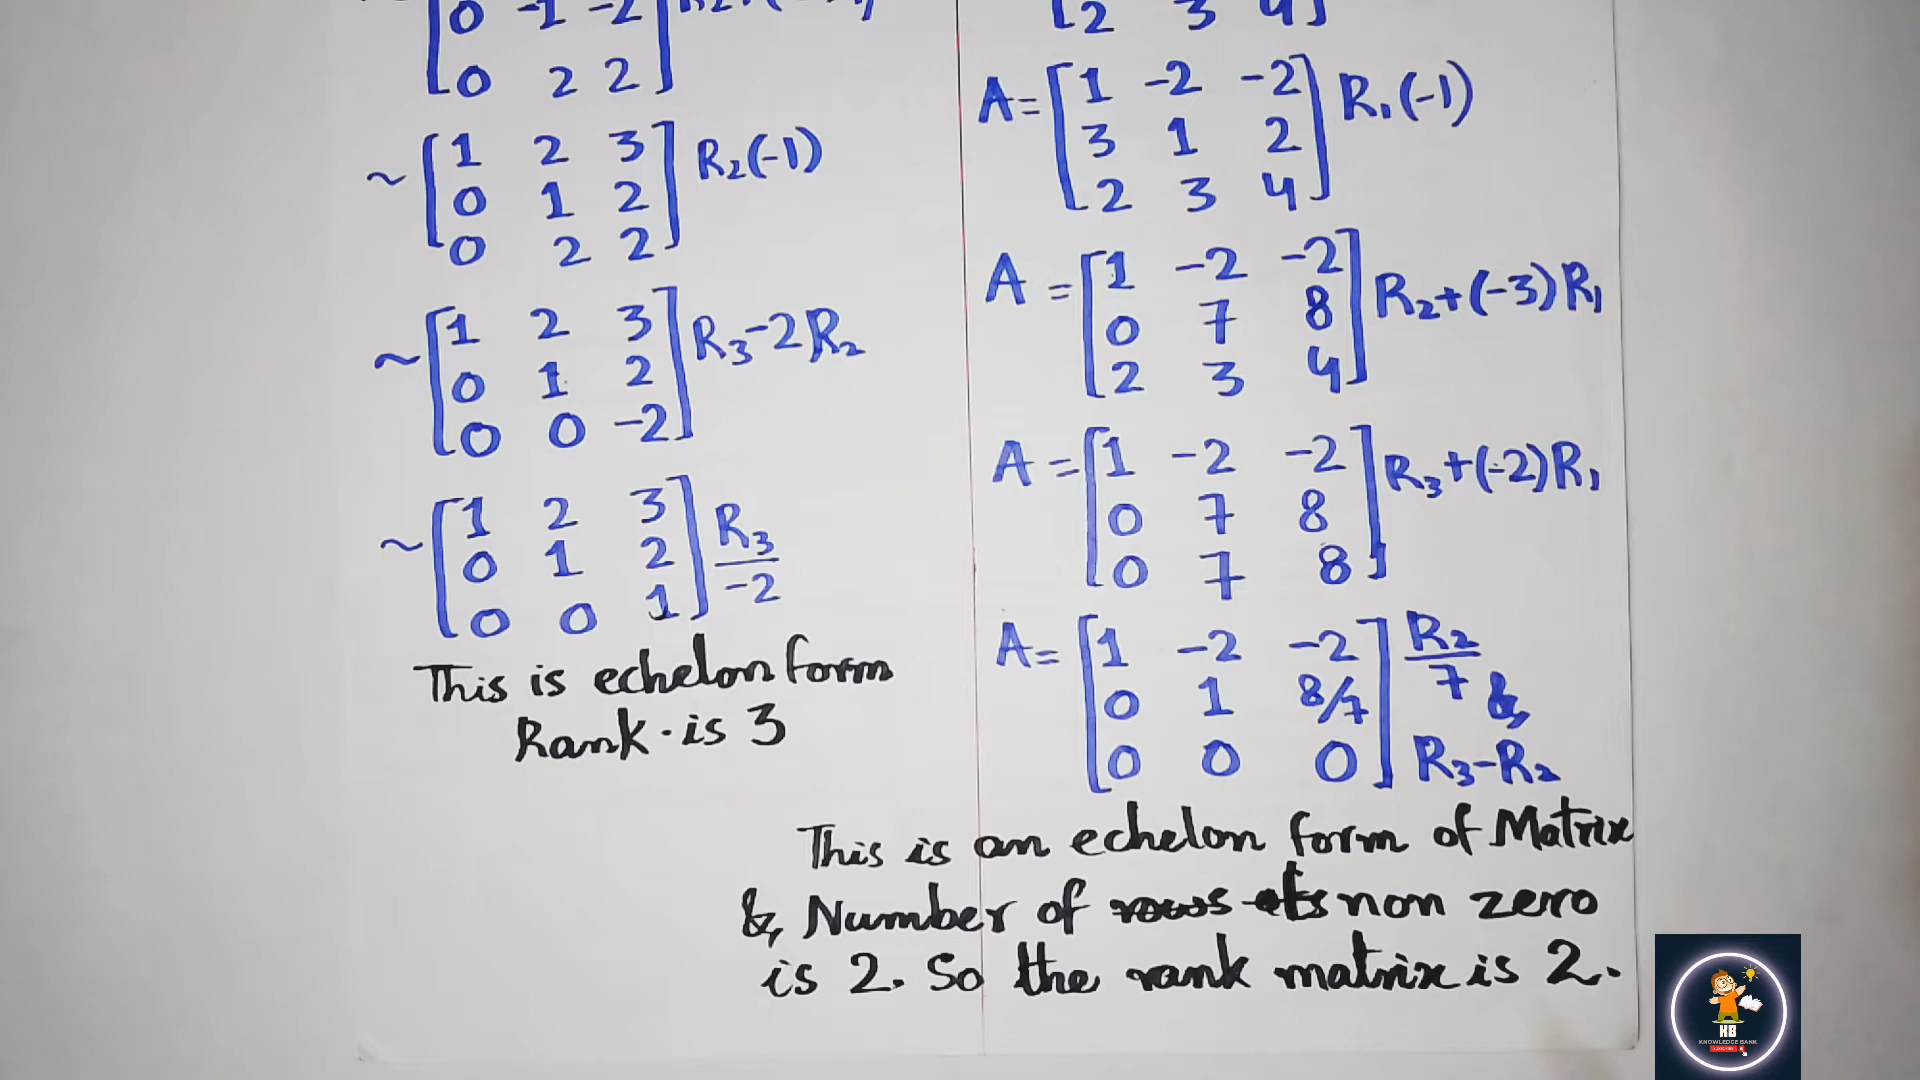 0 -1 -2
0 2 2
~ [1 2 3] R₂(-1)
0 1 2
0 2 2
~ [1 2 3] R₃-2R₂
0 1 2
0 0 -2
~ [1 2 3] R₃/-2
0 1 2
0 0 1
This is echelon form
Rank is 3
2 3 4
A= [1 -2 -2] R₁(-1)
3 1 2
2 3 4
A = [1 -2 -2] R₂+(-3)R₁
0 7 8
2 3 4
A = [1 -2 -2] R₃+(-2)R₁
0 7 8
0 7 8
A= [1 -2 -2] R₂/7 &,
0 1 8/7
0 0 0 R₃-R₂
This is an echelon form of Matrix
&, Number of rows non zero
is 2. So the rank matrix is 2.
KB
KNOWLEDGE BANK